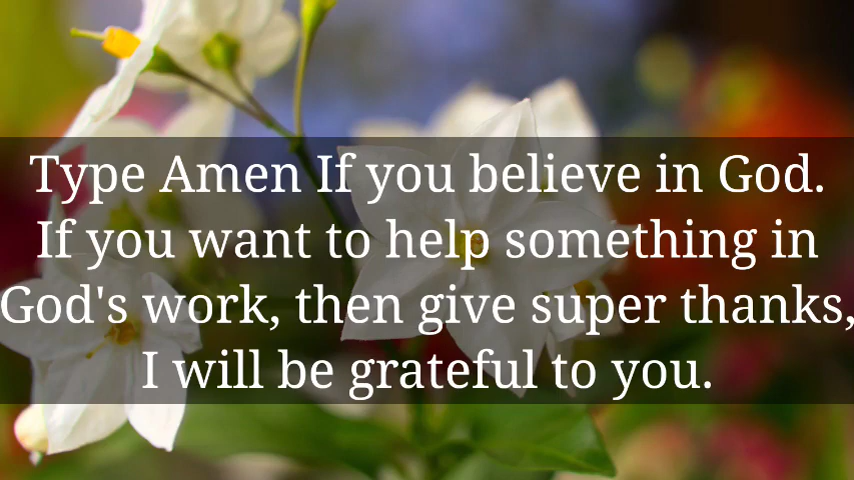 Type Amen If you believe in God.
If you want to help something in
God's work, then give super thanks,
I will be grateful to you.